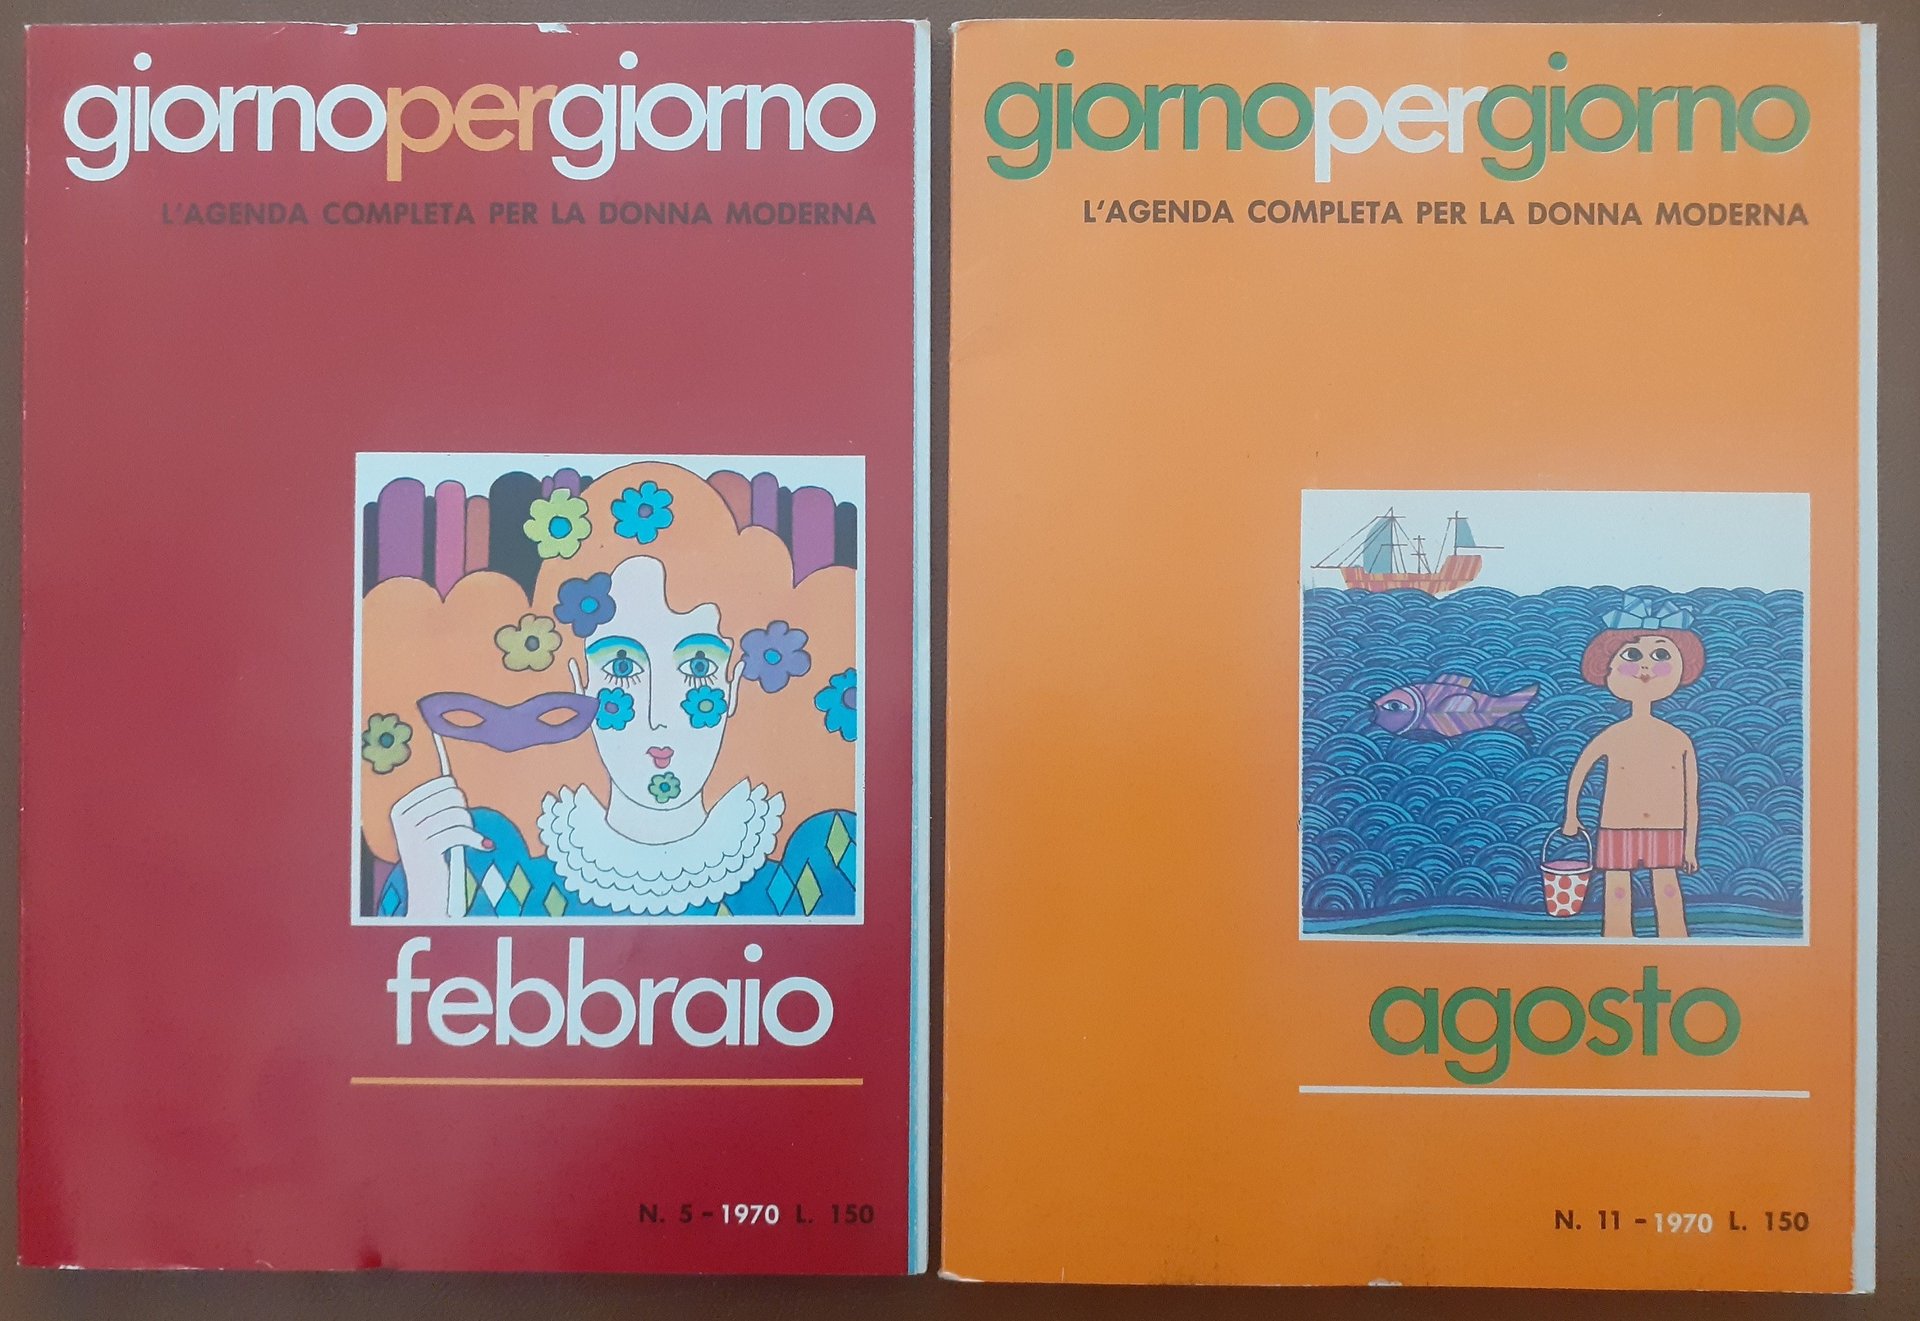 giornopergiorno
L'AGENDA COMPLETA PER LA DONNA MODERNA
febbraio
N. 5 - 1970 L. 150
giornopergiorno
L'AGENDA COMPLETA PER LA DONNA MODERNA
agosto
N. 11 - 1970 L. 150